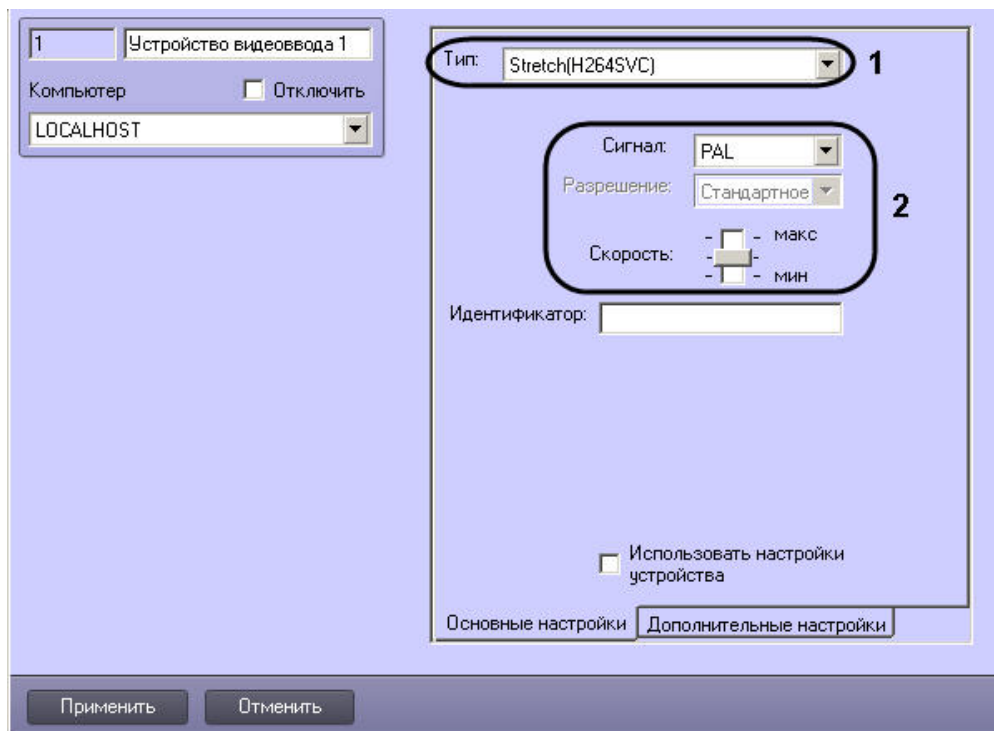 1 Устройство видеоввода 1
Компьютер Отключить
LOCALHOST
Тип: Stretch(H264SVC) 1
Сигнал: PAL
Разрешение: Стандартное
2
- - макс
Скорость: - -
- - мин
Идентификатор:
Использовать настройки
устройства
Основные настройки Дополнительные настройки
Применить Отменить